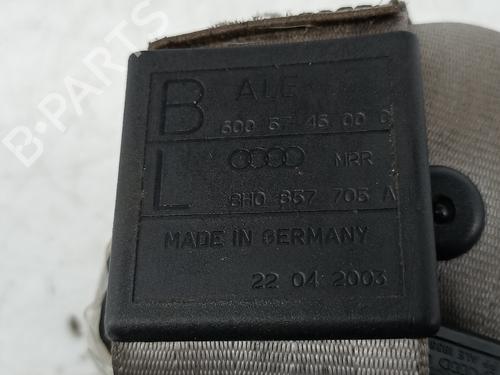 B ALE
600 57 45 00 C
L MRR
8H0 857 705 A
MADE IN GERMANY
22 04 2003
B-Parts